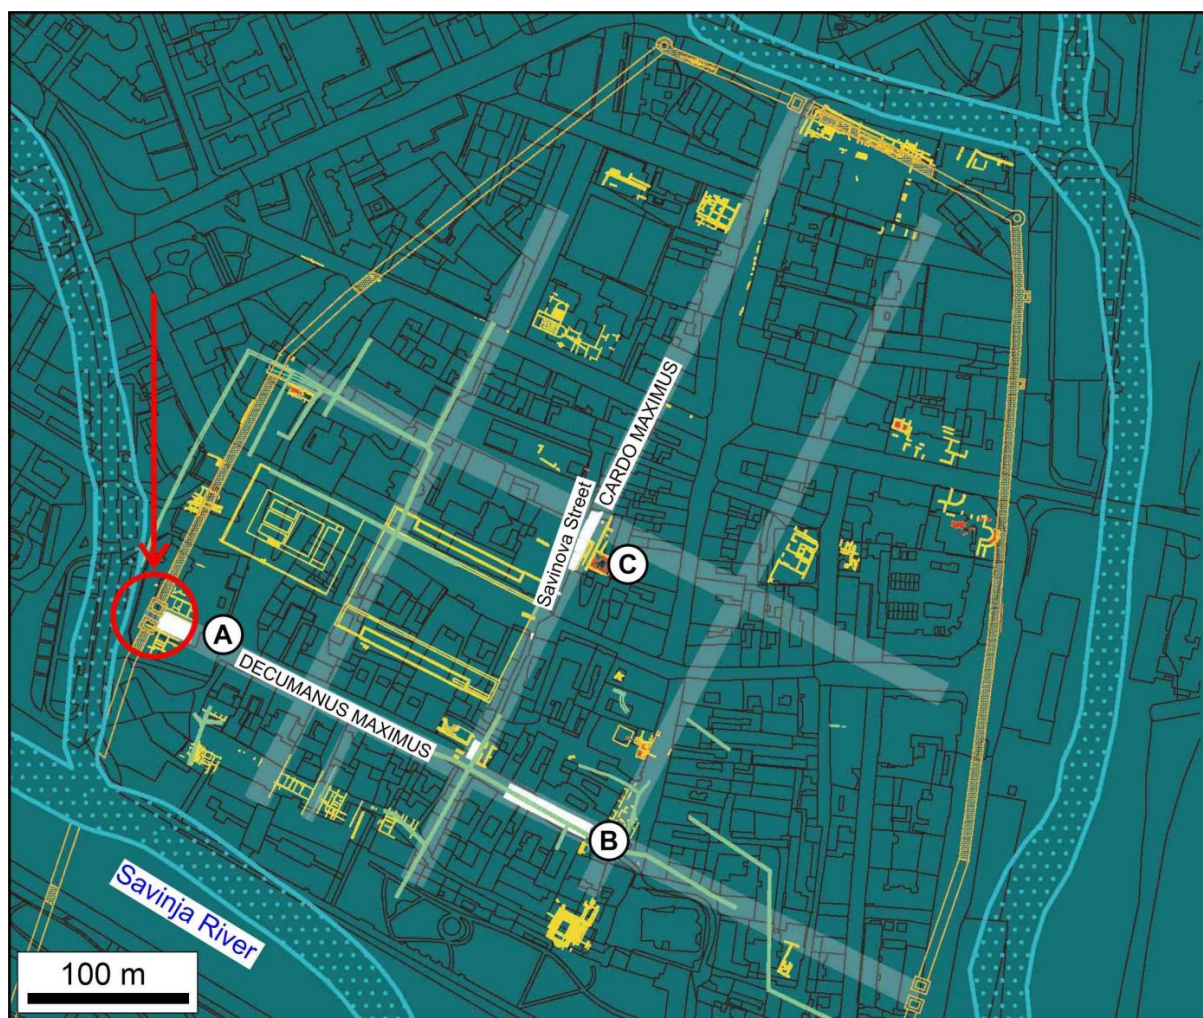 CARDO MAXIMUS
Savinova Street
C
A
DECUMANUS MAXIMUS
B
Savinja River
100 m